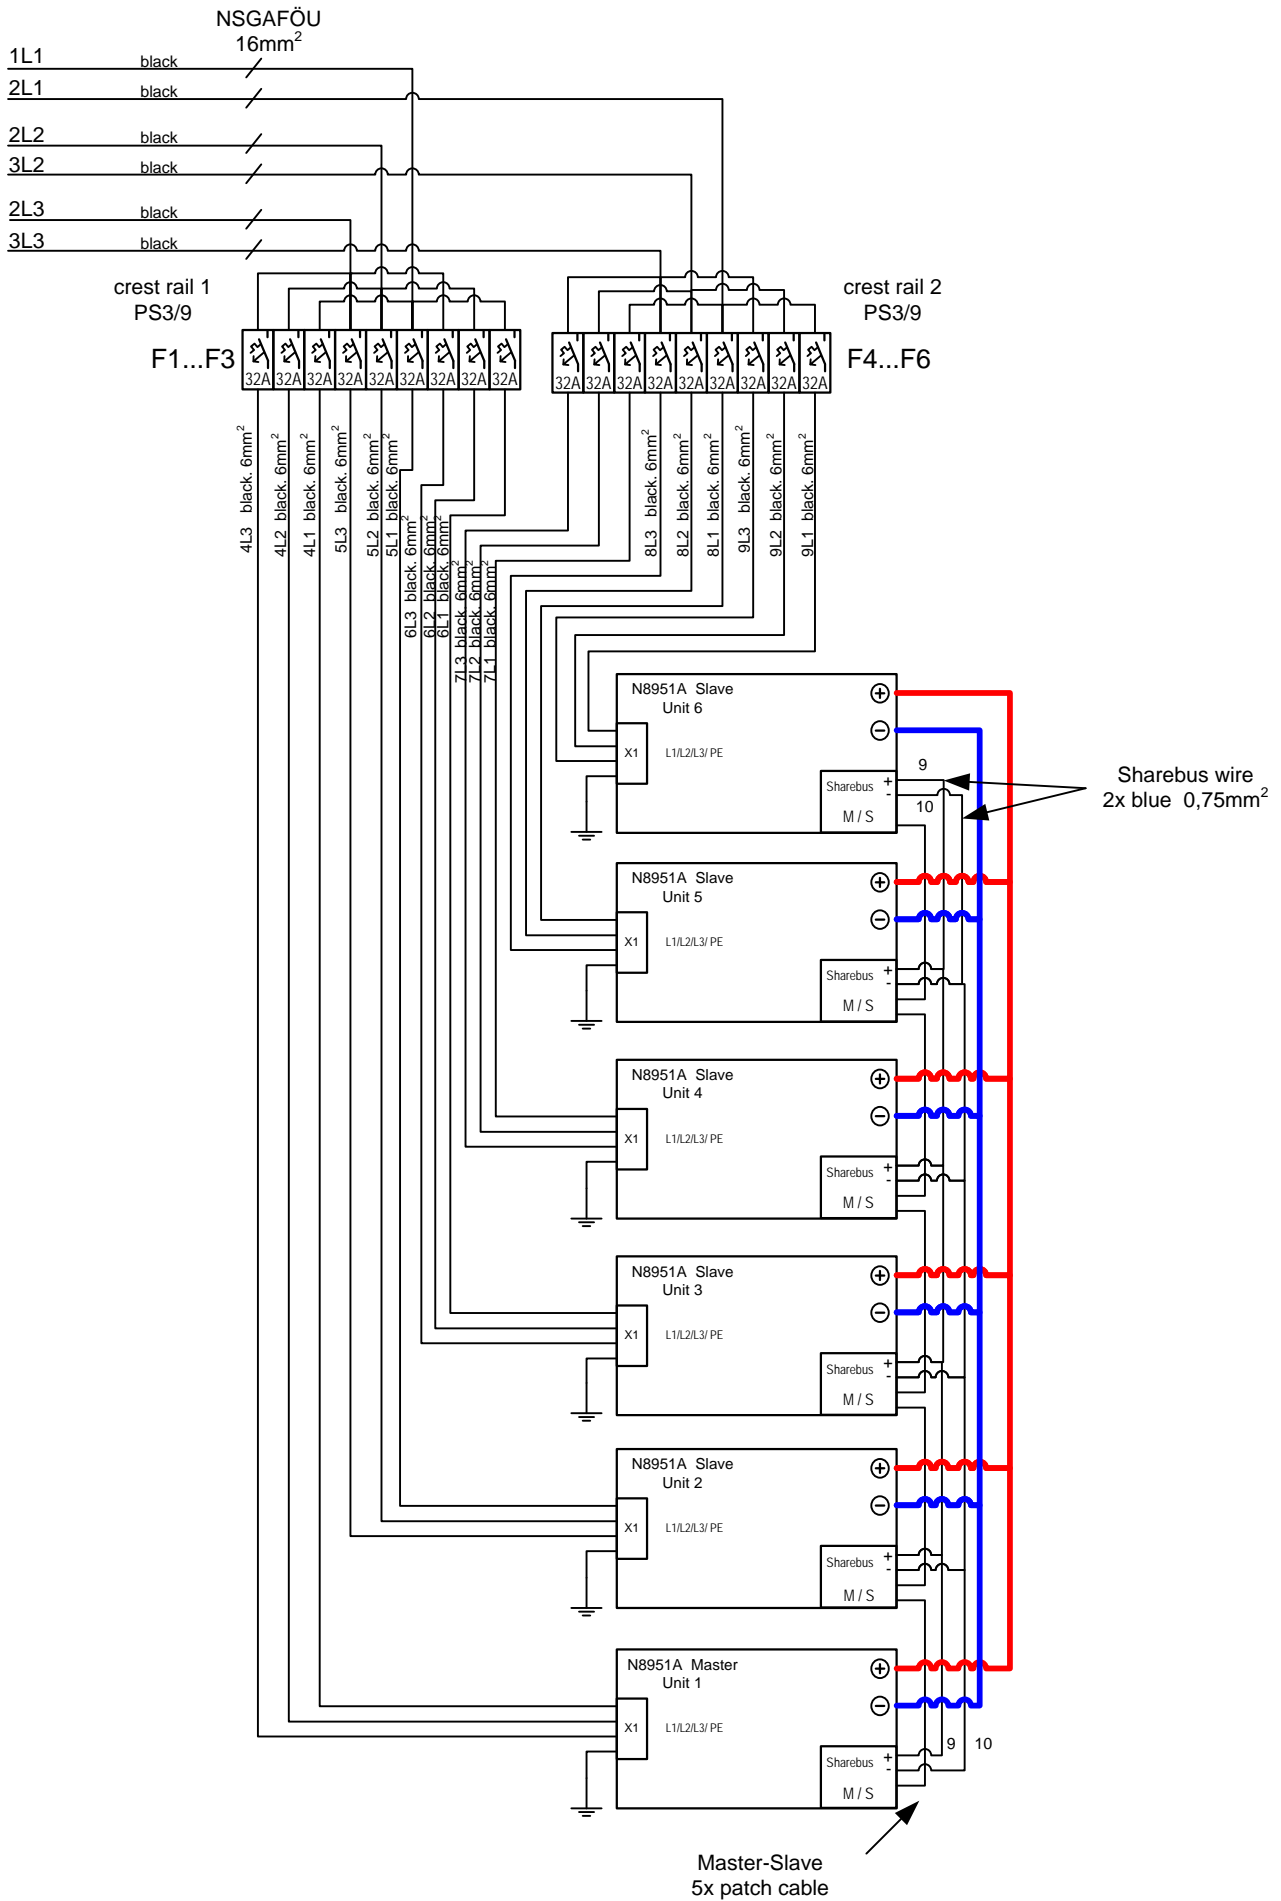 NSGAFÖU
16mm²
1L1 black
2L1 black
2L2 black
3L2 black
2L3 black
3L3 black
crest rail 1
PS3/9
crest rail 2
PS3/9
F1...F3
32A 32A 32A 32A 32A 32A 32A 32A 32A
32A 32A 32A 32A 32A 32A 32A 32A 32A
F4...F6
4L3 black. 6mm²
4L2 black. 6mm²
4L1 black. 6mm²
5L3 black. 6mm²
5L2 black. 6mm²
5L1 black. 6mm²
6L3 black. 6mm²
6L2 black. 6mm²
6L1 black. 6mm²
7L3 black. 6mm²
7L2 black. 6mm²
7L1 black. 6mm²
8L3 black. 6mm²
8L2 black. 6mm²
8L1 black. 6mm²
9L3 black. 6mm²
9L2 black. 6mm²
9L1 black. 6mm²
N8951A Slave
Unit 6
+
-
X1 L1/L2/L3/ PE
Sharebus + -
M / S
9
10
Sharebus wire
2x blue 0,75mm²
N8951A Slave
Unit 5
+
-
X1 L1/L2/L3/ PE
Sharebus + -
M / S
N8951A Slave
Unit 4
+
-
X1 L1/L2/L3/ PE
Sharebus + -
M / S
N8951A Slave
Unit 3
+
-
X1 L1/L2/L3/ PE
Sharebus + -
M / S
N8951A Slave
Unit 2
+
-
X1 L1/L2/L3/ PE
Sharebus + -
M / S
N8951A Master
Unit 1
+
-
X1 L1/L2/L3/ PE
Sharebus + -
M / S
9 10
Master-Slave
5x patch cable